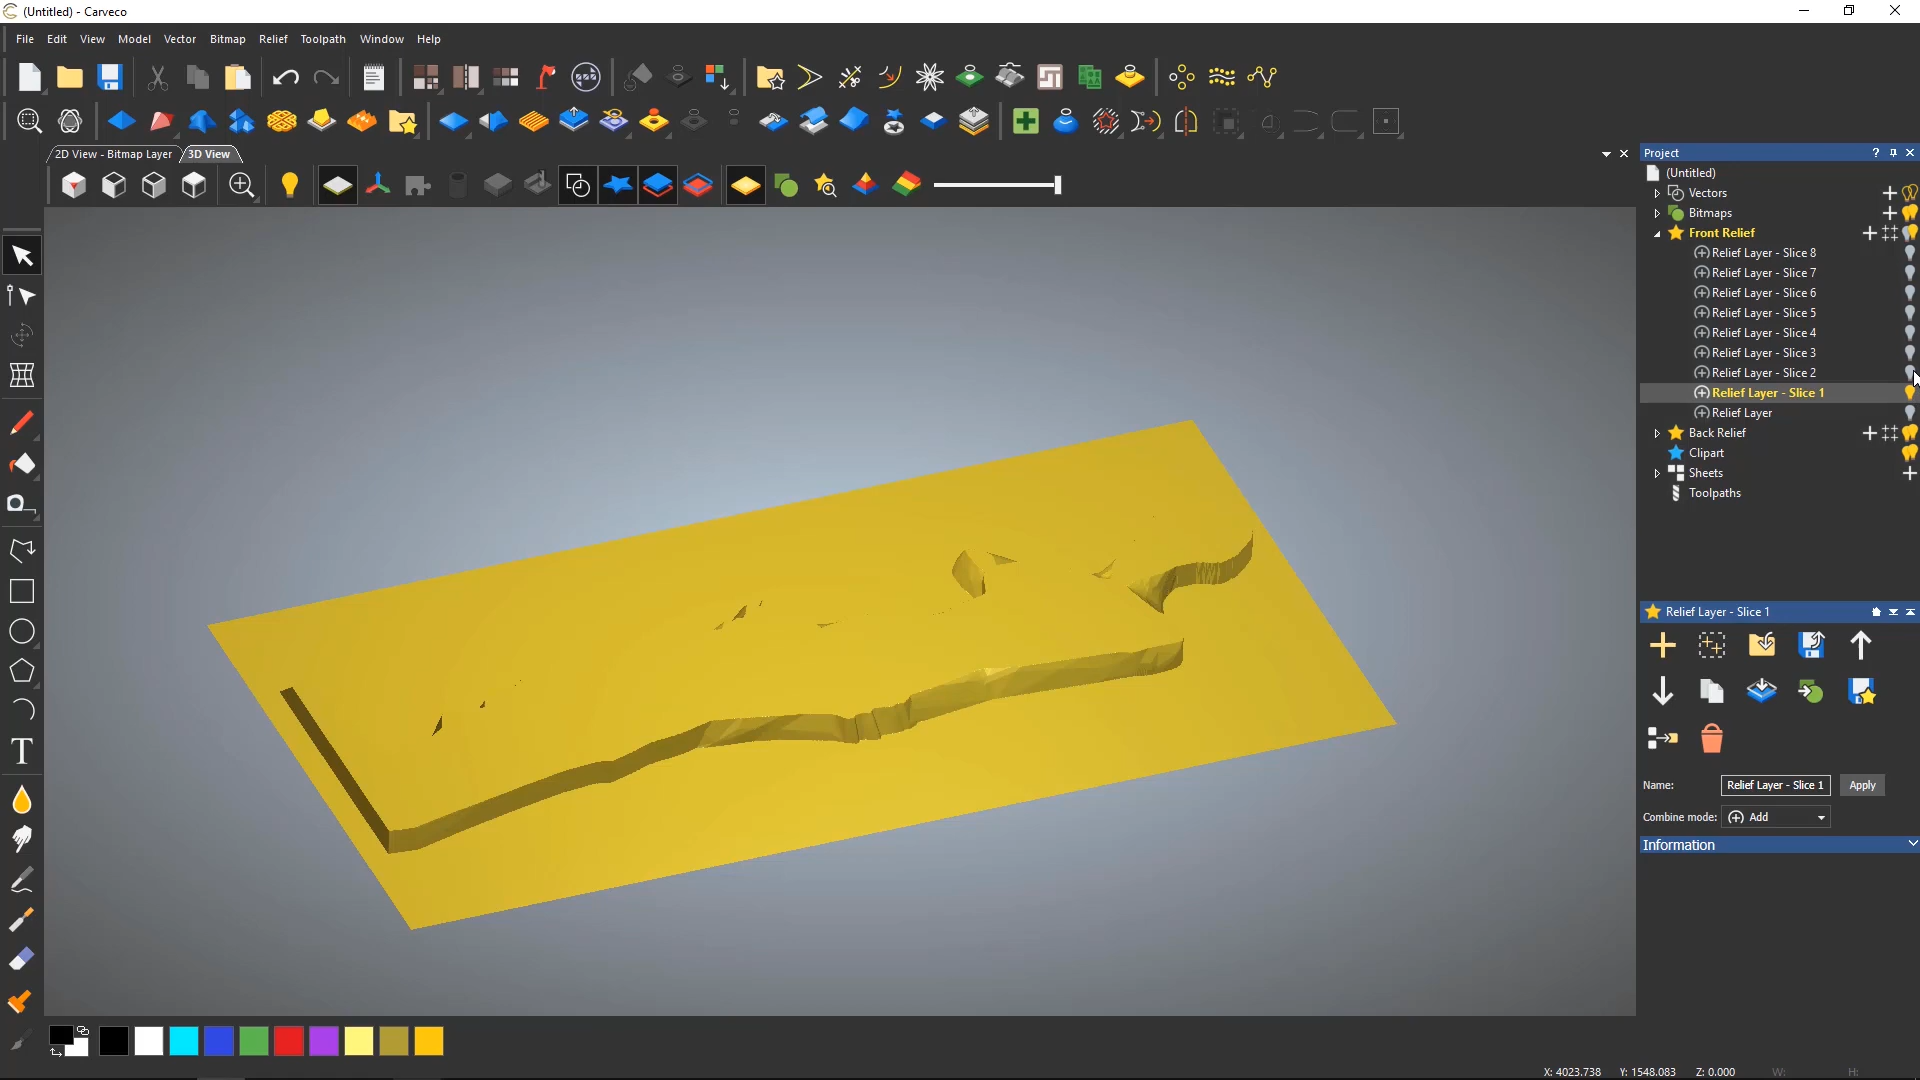 (Untitled) - Carveco
File Edit View Model Vector Bitmap Relief Toolpath Window Help
2D View - Bitmap Layer 3D View
Project
(Untitled)
Vectors
Bitmaps
Front Relief
Relief Layer - Slice 8
Relief Layer - Slice 7
Relief Layer - Slice 6
Relief Layer - Slice 5
Relief Layer - Slice 4
Relief Layer - Slice 3
Relief Layer - Slice 2
Relief Layer - Slice 1
Relief Layer
Back Relief
Clipart
Sheets
Toolpaths
Relief Layer - Slice 1
Name: Relief Layer - Slice 1 Apply
Combine mode: Add
Information
X: 4023.738 Y: 1548.083 Z: 0.000 W: H: